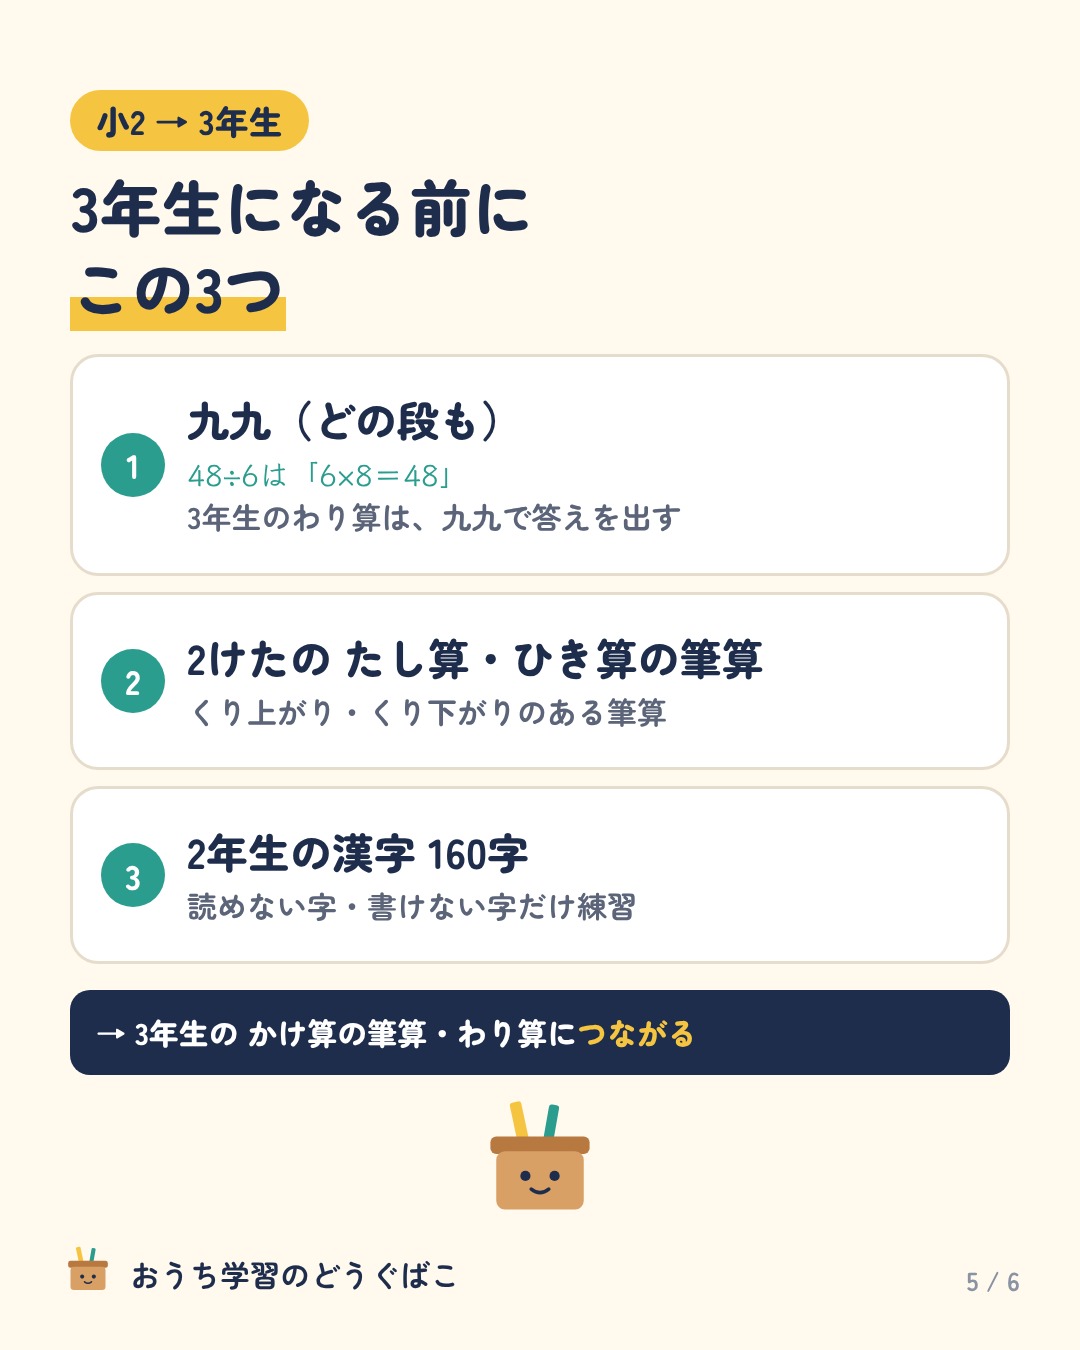 小2 → 3年生
3年生になる前に
この3つ
1
九九（どの段も）
48÷6は「6×8＝48」
3年生のわり算は、九九で答えを出す
2
2けたの たし算・ひき算の筆算
くり上がり・くり下がりのある筆算
3
2年生の漢字 160字
読めない字・書けない字だけ練習
→ 3年生の かけ算の筆算・わり算につながる
おうち学習のどうぐばこ
5 / 6